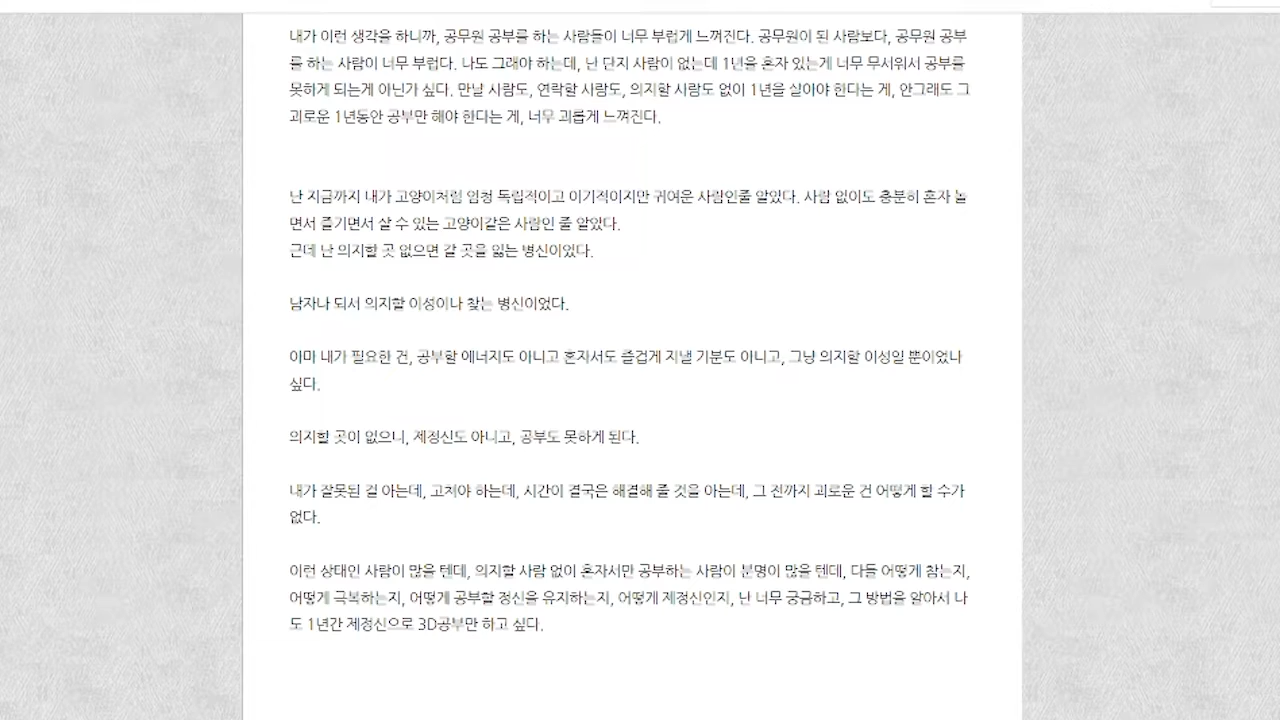 내가 이런 생각을 하니까, 공무원 공부를 하는 사람들이 너무 부럽게 느껴진다. 공무원이 된 사람보다, 공무원 공부
를 하는 사람이 너무 부럽다. 나도 그래야 하는데, 난 단지 사람이 없는데 1년을 혼자 있는게 너무 무서워서 공부를
못하게 되는게 아닌가 싶다. 만날 사람도, 연락할 사람도, 의지할 사람도 없이 1년을 살아야 한다는 게, 안그래도 그
괴로운 1년동안 공부만 해야 한다는 게, 너무 괴롭게 느껴진다.
난 지금까지 내가 고양이처럼 엄청 독립적이고 이기적이지만 귀여운 사람인줄 알았다. 사람 없이도 충분히 혼자 놀
면서 즐기면서 살 수 있는 고양이같은 사람인 줄 알았다.
근데 난 의지할 곳 없으면 갈 곳을 잃는 병신이었다.
남자나 되서 의지할 이성이나 찾는 병신이었다.
아마 내가 필요한 건, 공부할 에너지도 아니고 혼자서도 즐겁게 지낼 기분도 아니고, 그냥 의지할 이성일 뿐이었나
싶다.
의지할 곳이 없으니, 제정신도 아니고, 공부도 못하게 된다.
내가 잘못된 걸 아는데, 고쳐야 하는데, 시간이 결국은 해결해 줄 것을 아는데, 그 전까지 괴로운 건 어떻게 할 수가
없다.
이런 상태인 사람이 많을 텐데, 의지할 사람 없이 혼자서만 공부하는 사람이 분명이 많을 텐데, 다들 어떻게 참는지,
어떻게 극복하는지, 어떻게 공부할 정신을 유지하는지, 어떻게 제정신인지, 난 너무 궁금하고, 그 방법을 알아서 나
도 1년간 제정신으로 3D공부만 하고 싶다.